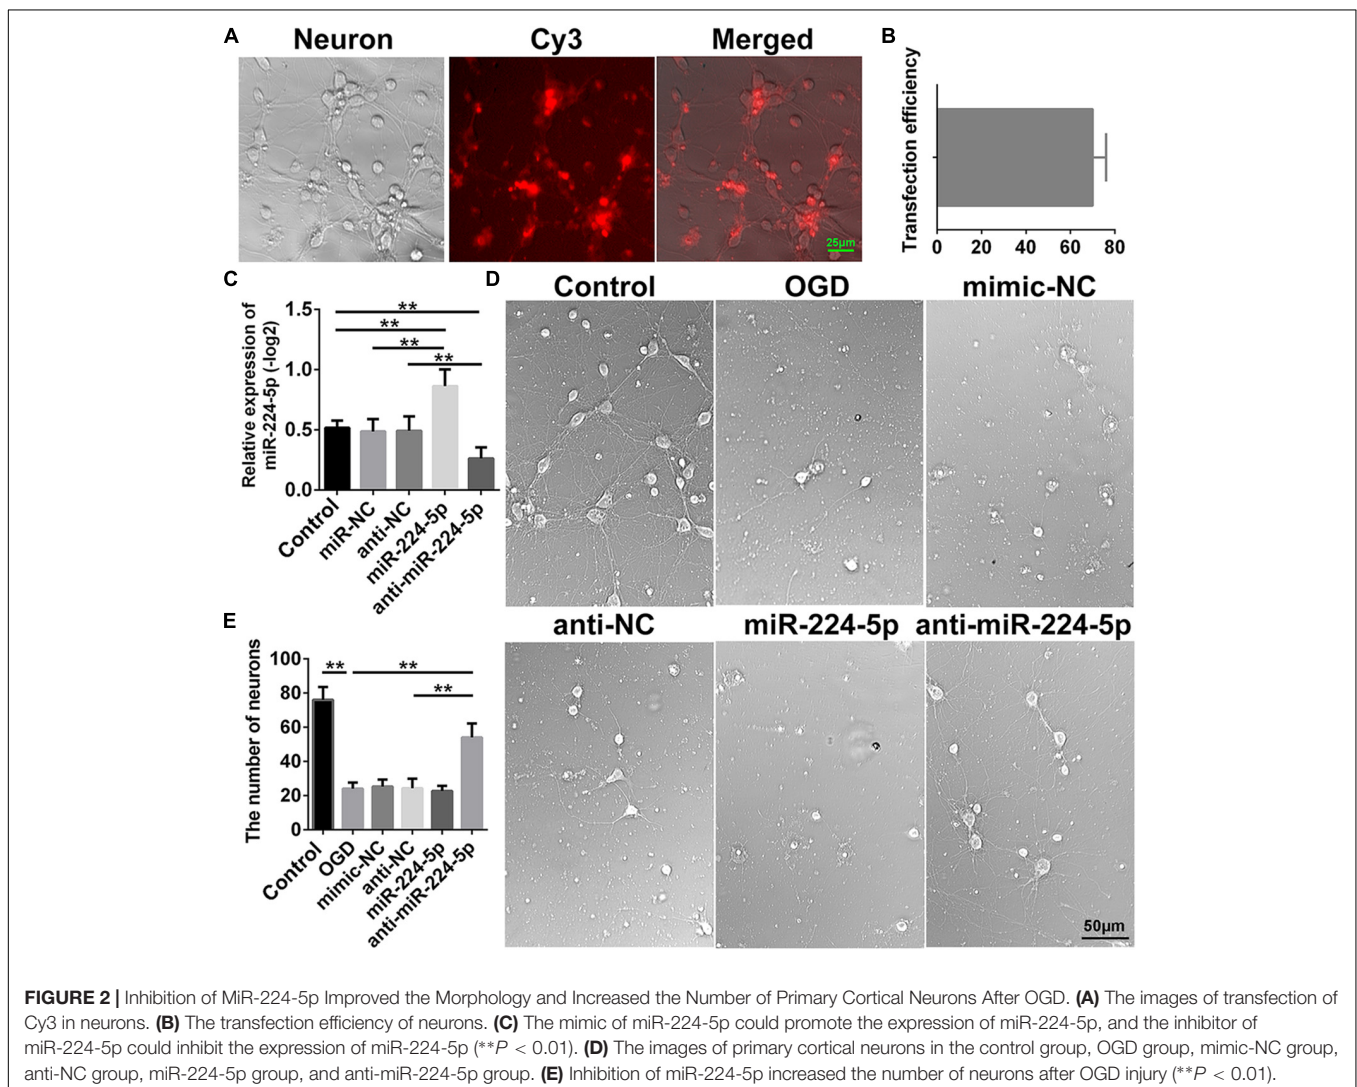 A
Neuron
Cy3
Merged
25µm
B
Transfection efficiency
0 20 40 60 80
C
Relative expression of
miR-224-5p (-log2)
1.5
1.0
0.5
0.0
**
**
**
**
Control
miR-NC
anti-NC
miR-224-5p
anti-miR-224-5p
D
Control
OGD
mimic-NC
anti-NC
miR-224-5p
anti-miR-224-5p
50µm
E
The number of neurons
100
80
60
40
20
0
**
**
**
Control
OGD
mimic-NC
anti-NC
miR-224-5p
anti-miR-224-5p
FIGURE 2 | Inhibition of MiR-224-5p Improved the Morphology and Increased the Number of Primary Cortical Neurons After OGD. (A) The images of transfection of
Cy3 in neurons. (B) The transfection efficiency of neurons. (C) The mimic of miR-224-5p could promote the expression of miR-224-5p, and the inhibitor of
miR-224-5p could inhibit the expression of miR-224-5p (**P < 0.01). (D) The images of primary cortical neurons in the control group, OGD group, mimic-NC group,
anti-NC group, miR-224-5p group, and anti-miR-224-5p group. (E) Inhibition of miR-224-5p increased the number of neurons after OGD injury (**P < 0.01).